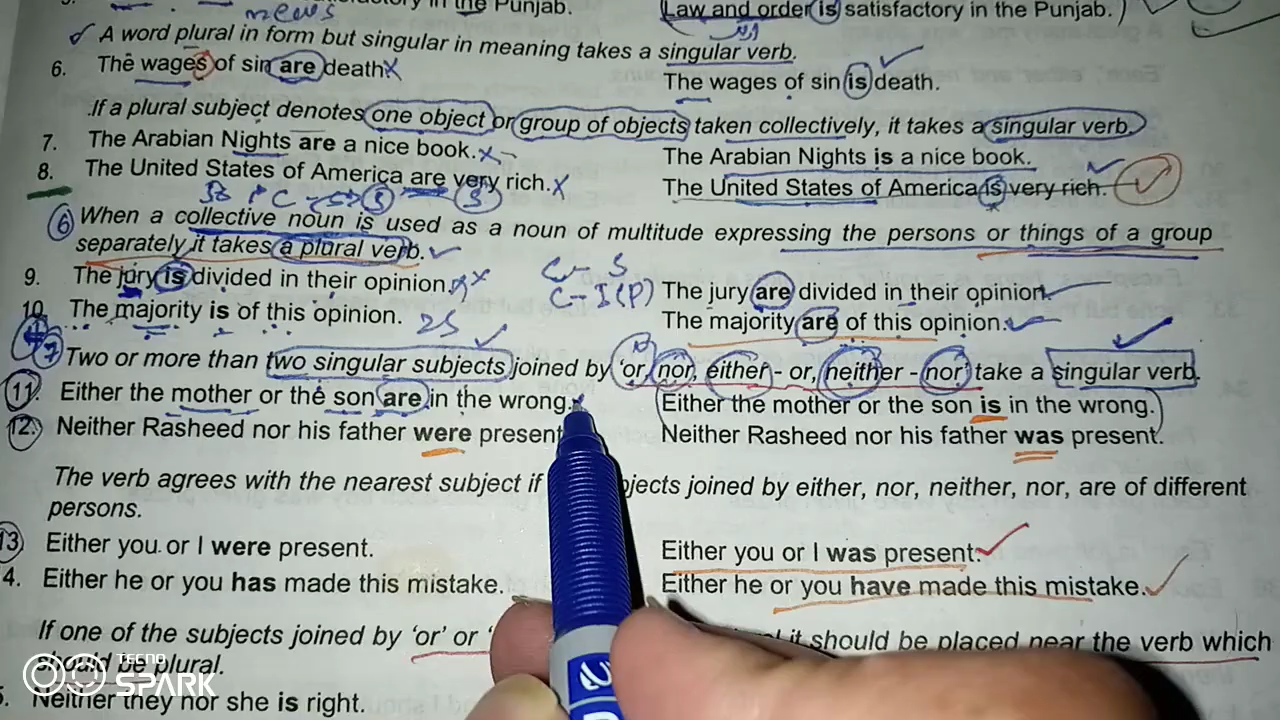 in the Punjab.
Law and order is satisfactory in the Punjab.
news
A word plural in form but singular in meaning takes a singular verb.
6. The wages of sin are death
The wages of sin is death.
.If a plural subject denotes one object or group of objects taken collectively, it takes a singular verb.
7. The Arabian Nights are a nice book.
The Arabian Nights is a nice book.
8. The United States of America are very rich.
The United States of America is very rich.
6 When a collective noun is used as a noun of multitude expressing the persons or things of a group
separately it takes a plural verb.
9. The jury is divided in their opinion.
C - S
C - I (P)
The jury are divided in their opinion.
10. The majority is of this opinion.
2S
The majority are of this opinion.
7 Two or more than two singular subjects joined by 'or, nor, either - or, neither - nor take a singular verb.
11. Either the mother or the son are in the wrong.
Either the mother or the son is in the wrong.
12. Neither Rasheed nor his father were present
Neither Rasheed nor his father was present.
The verb agrees with the nearest subject if jects joined by either, nor, neither, nor, are of different
persons.
13 Either you or I were present.
Either you or I was present.
4. Either he or you has made this mistake.
Either he or you have made this mistake.
If one of the subjects joined by 'or' or ' it should be placed near the verb which
should be plural.
TECNO
SPARK
Neither they nor she is right.